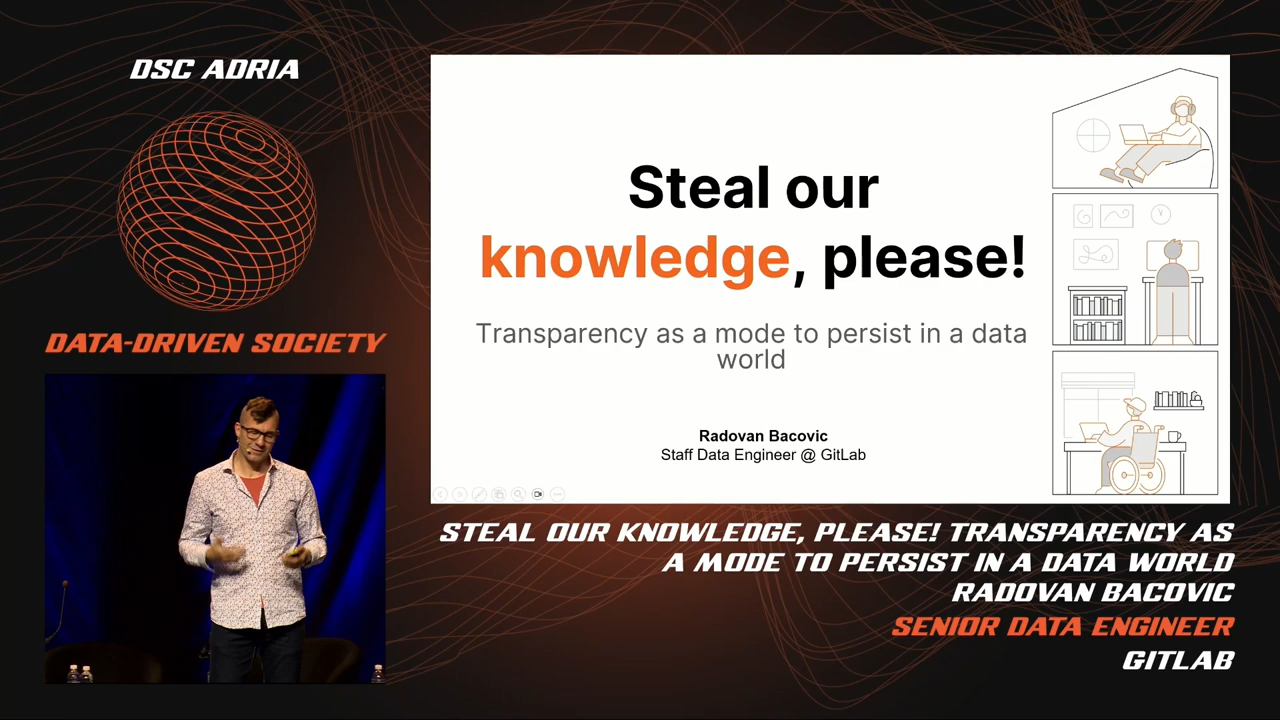 DSC ADRIA
DATA-DRIVEN SOCIETY
Steal our
knowledge, please!
Transparency as a mode to persist in a data
world
Radovan Bacovic
Staff Data Engineer @ GitLab
STEAL OUR KNOWLEDGE, PLEASE! TRANSPARENCY AS
A MODE TO PERSIST IN A DATA WORLD
RADOVAN BACOVIC
SENIOR DATA ENGINEER
GITLAB